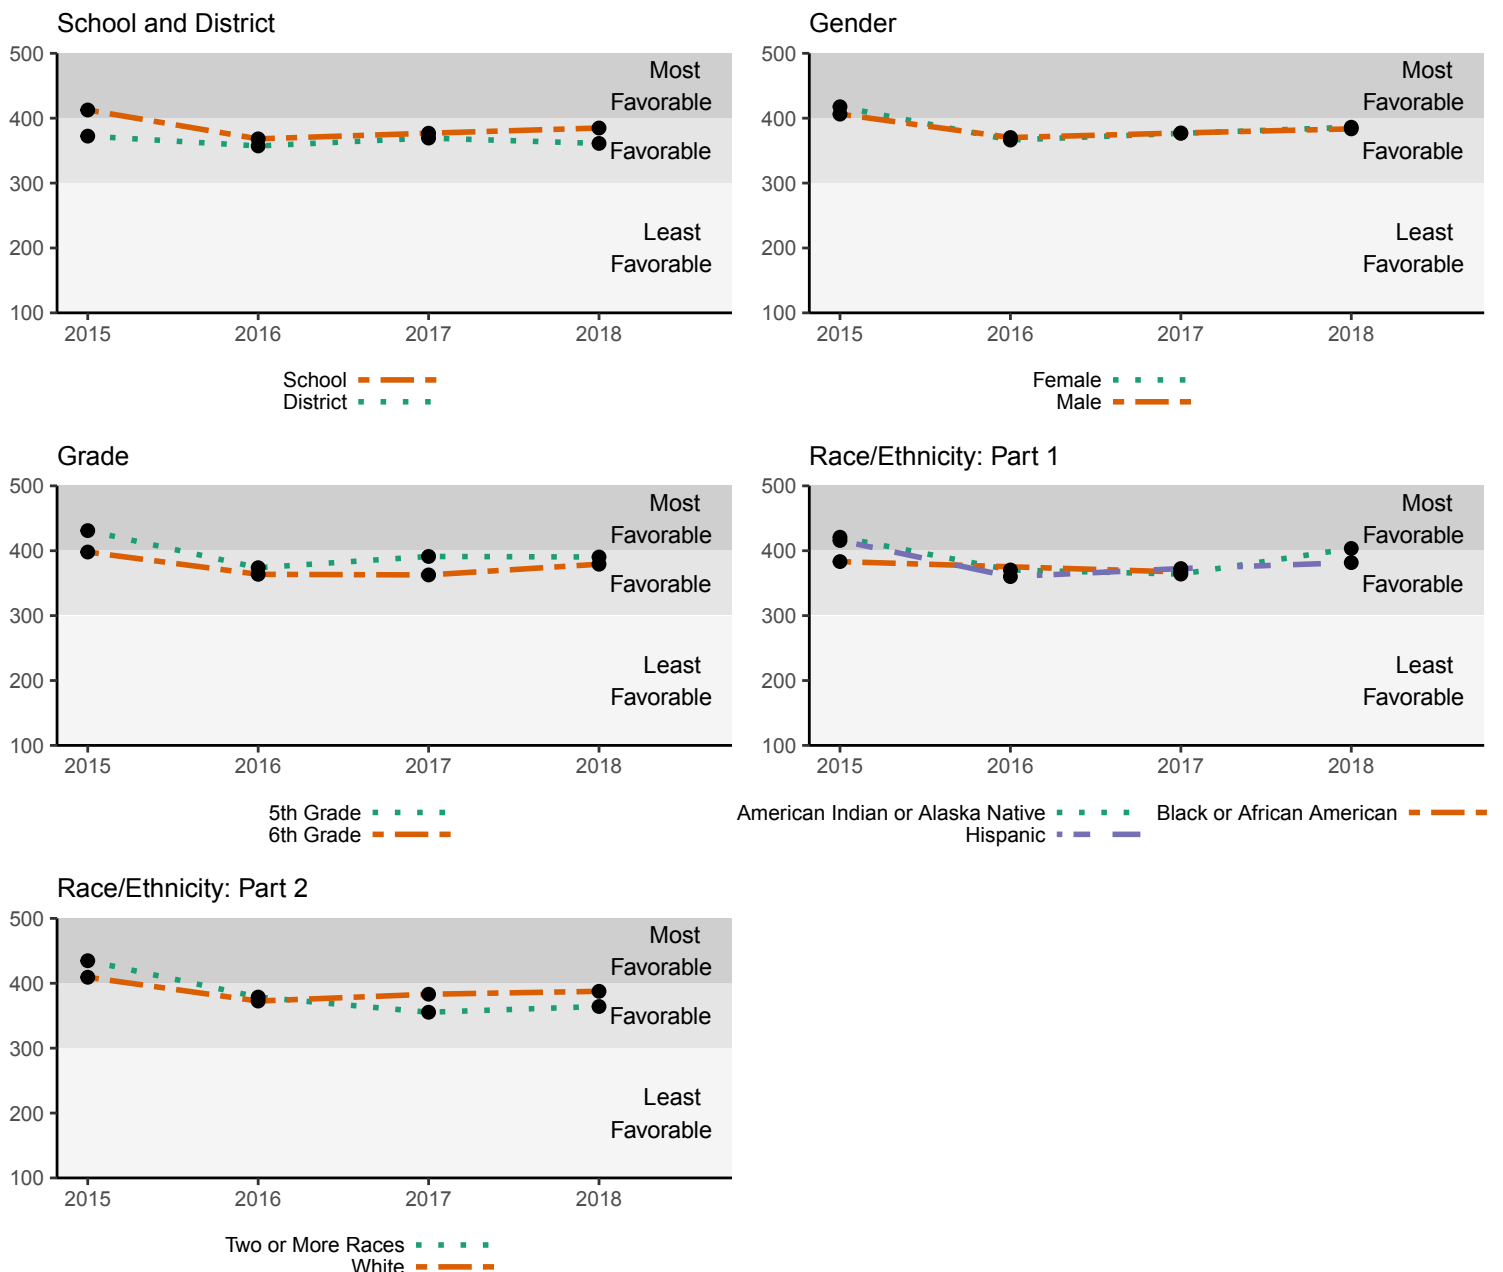 School and District
500
400
300
200
100
Most
Favorable
Favorable
Least
Favorable
2015 2016 2017 2018
School
District
Gender
500
400
300
200
100
Most
Favorable
Favorable
Least
Favorable
2015 2016 2017 2018
Female
Male
Grade
500
400
300
200
100
Most
Favorable
Favorable
Least
Favorable
2015 2016 2017 2018
5th Grade
6th Grade
Race/Ethnicity: Part 1
500
400
300
200
100
Most
Favorable
Favorable
Least
Favorable
2015 2016 2017 2018
American Indian or Alaska Native Black or African American
Hispanic
Race/Ethnicity: Part 2
500
400
300
200
100
Most
Favorable
Favorable
Least
Favorable
2015 2016 2017 2018
Two or More Races
White